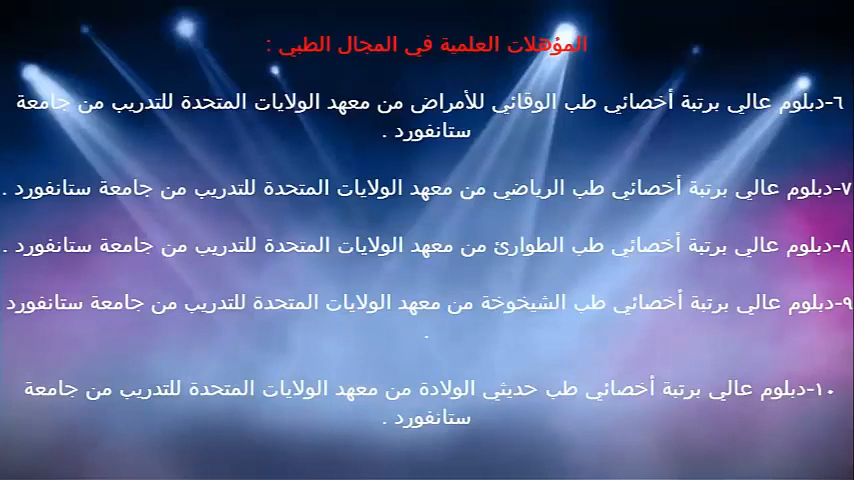 المؤهلات العلمية في المجال الطبي :
٦-دبلوم عالي برتبة أخصائي طب الوقائي للأمراض من معهد الولايات المتحدة للتدريب من جامعة
ستانفورد .
٧-دبلوم عالي برتبة أخصائي طب الرياضي من معهد الولايات المتحدة للتدريب من جامعة ستانفورد .
٨-دبلوم عالي برتبة أخصائي طب الطوارئ من معهد الولايات المتحدة للتدريب من جامعة ستانفورد .
٩-دبلوم عالي برتبة أخصائي طب الشيخوخة من معهد الولايات المتحدة للتدريب من جامعة ستانفورد
.
١٠-دبلوم عالي برتبة أخصائي طب حديثي الولادة من معهد الولايات المتحدة للتدريب من جامعة
ستانفورد .